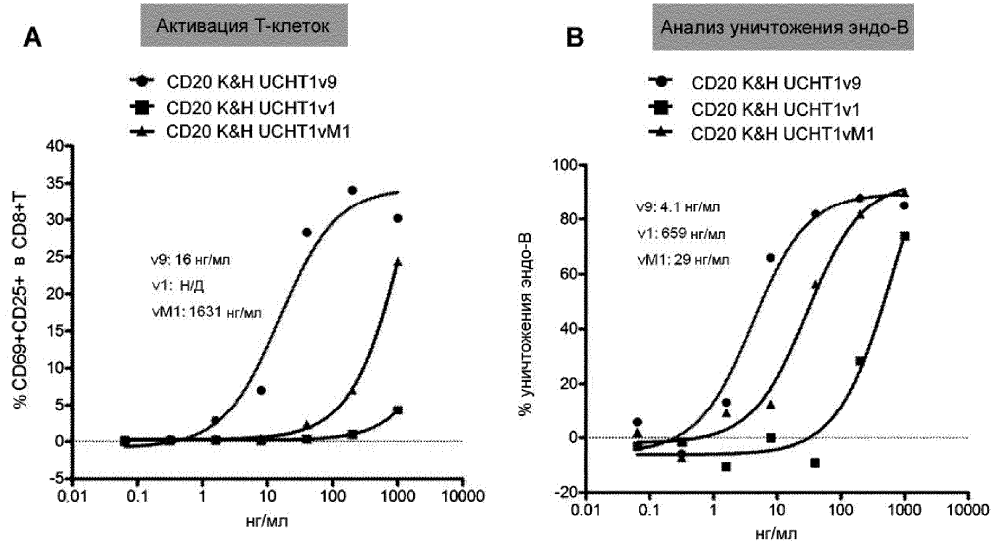 A
Активация Т-клеток
CD20 K&H UCHT1v9
CD20 K&H UCHT1v1
CD20 K&H UCHT1vM1
% CD69+CD25+ в CD8+T
40
35
30
25
20
15
10
5
0
-5
v9: 16 нг/мл
v1: Н/Д
vM1: 1631 нг/мл
0.01 0.1 1 10 100 1000 10000
нг/мл
B
Анализ уничтожения эндо-В
CD20 K&H UCHT1v9
CD20 K&H UCHT1v1
CD20 K&H UCHT1vM1
% уничтожения эндо-В
100
80
60
40
20
0
-20
v9: 4.1 нг/мл
v1: 659 нг/мл
vM1: 29 нг/мл
0.01 0.1 1 10 100 1000 10000
нг/мл